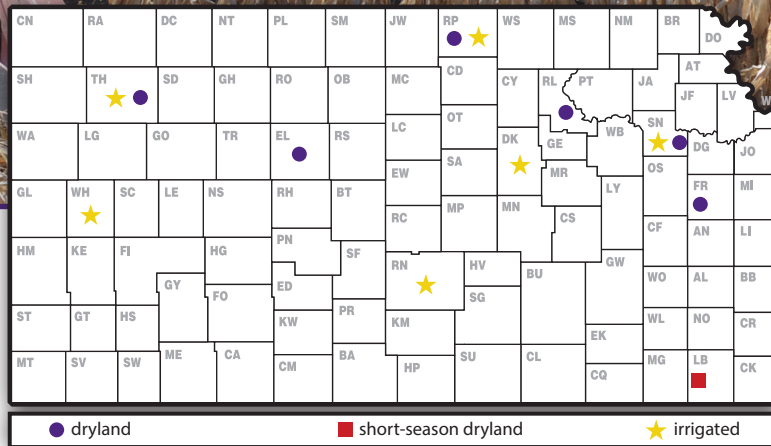 CN RA DC NT PL SM JW RP WS MS NM BR DO
SH TH SD GH RO OB MC CD CY RL PT JA AT
JF LV
WA LG GO TR EL RS LC OT DK GE WB SN DG JO
EW SA MR OS
GL WH SC LE NS RH BT RC MP MN CS LY FR MI
HM KE FI HG PN SF RN HV BU GW CF AN LI
GY FO ED SG WO AL BB
ST GT HS KW PR KM EK WL NO CR
MT SV SW ME CA CM BA HP SU CL CQ MG LB CK
dryland short-season dryland irrigated